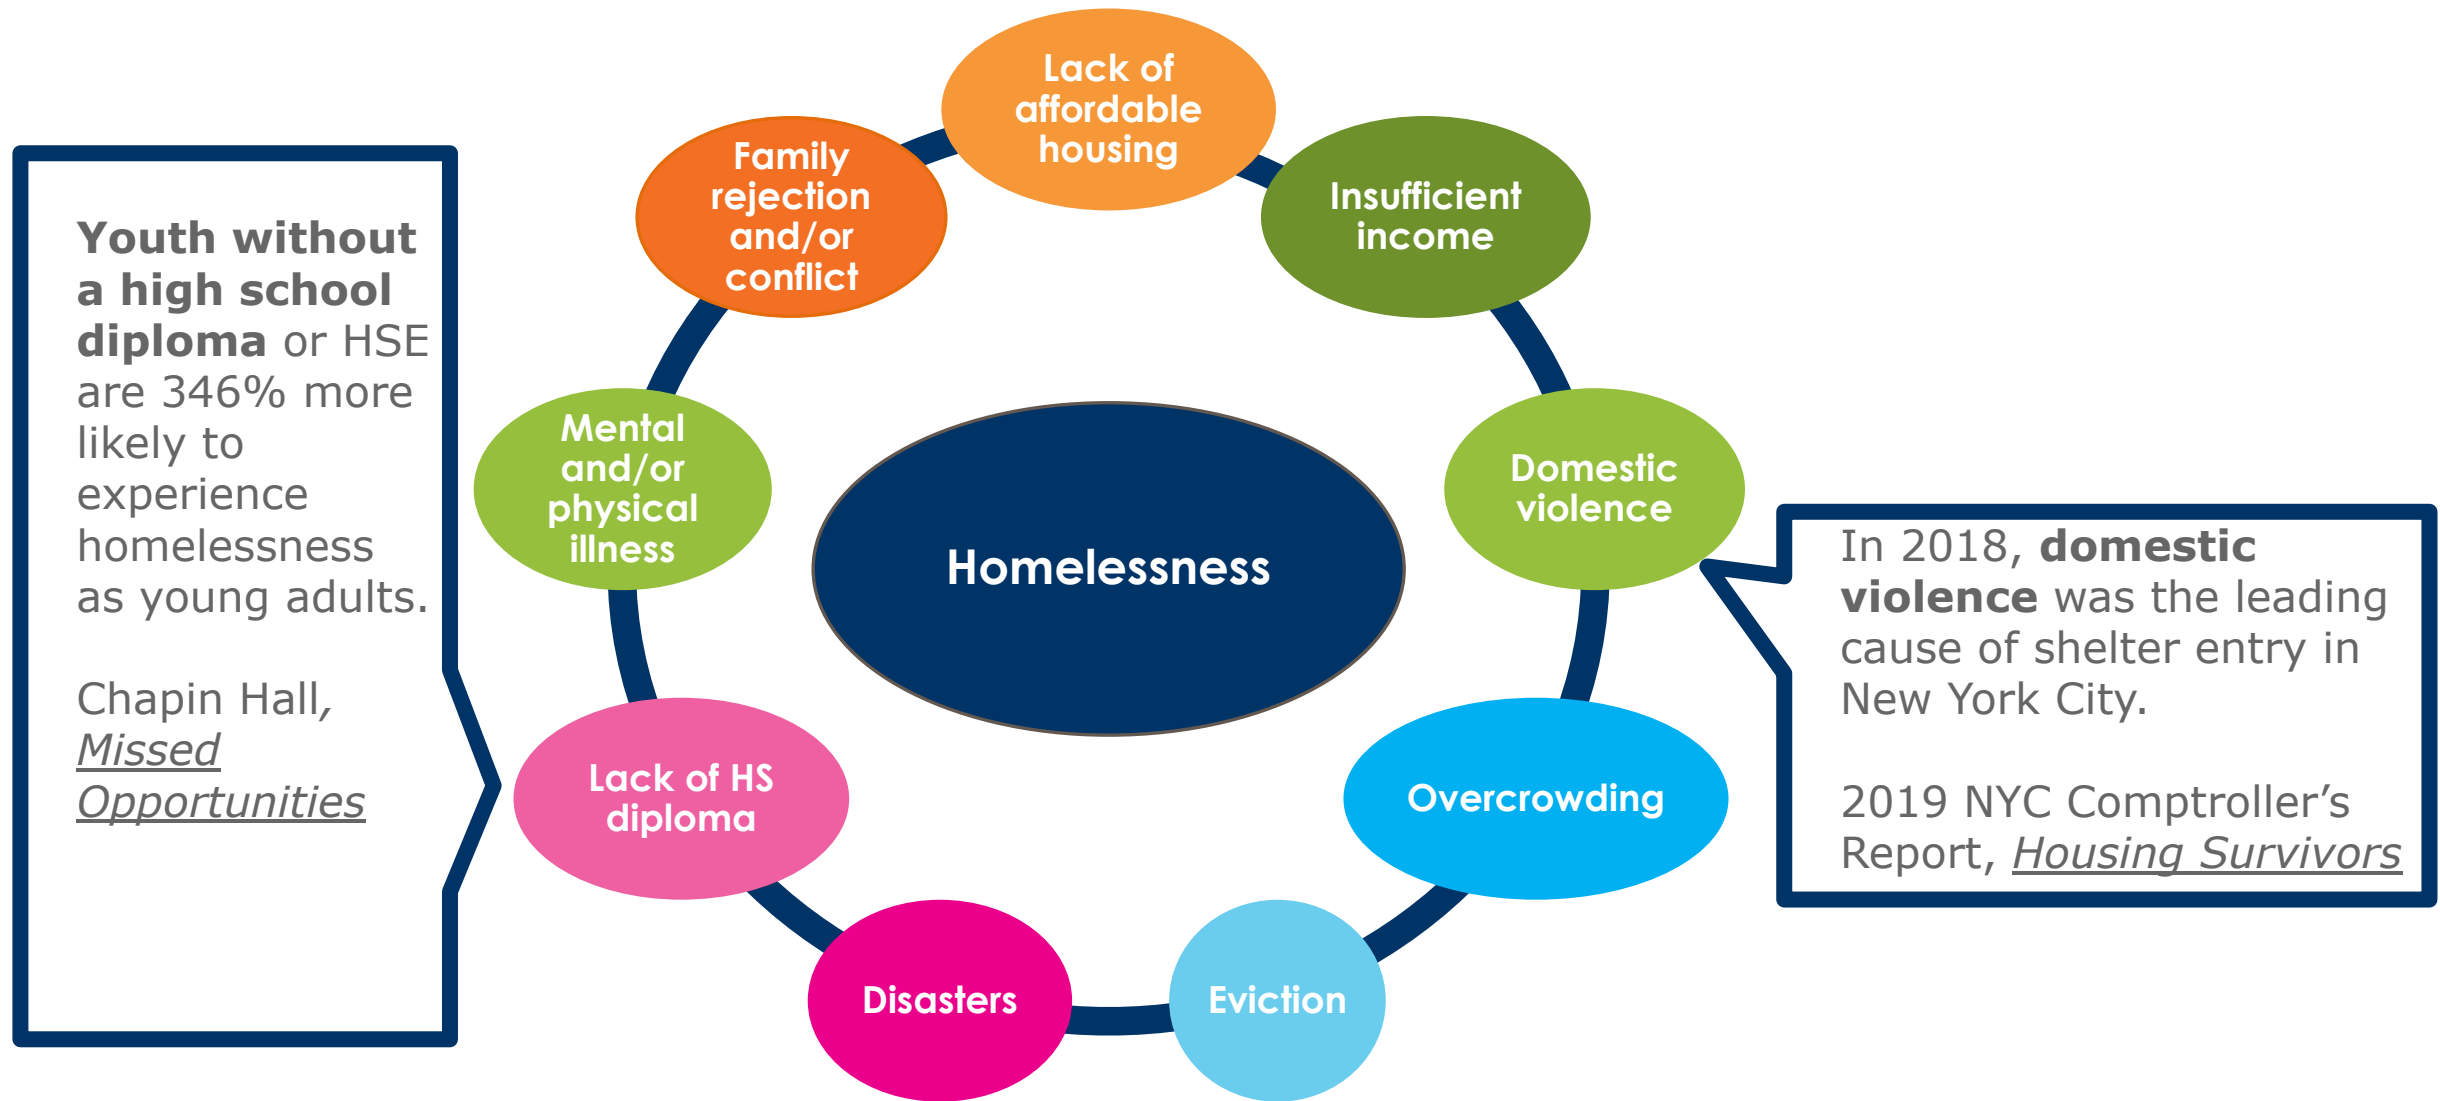 Lack of
affordable
housing
Insufficient
income
Domestic
violence
Overcrowding
Eviction
Disasters
Lack of HS
diploma
Mental
and/or
physical
illness
Family
rejection
and/or
conflict
Homelessness
Youth without
a high school
diploma or HSE
are 346% more
likely to
experience
homelessness
as young adults.
Chapin Hall,
Missed
Opportunities
In 2018, domestic
violence was the leading
cause of shelter entry in
New York City.
2019 NYC Comptroller’s
Report, Housing Survivors